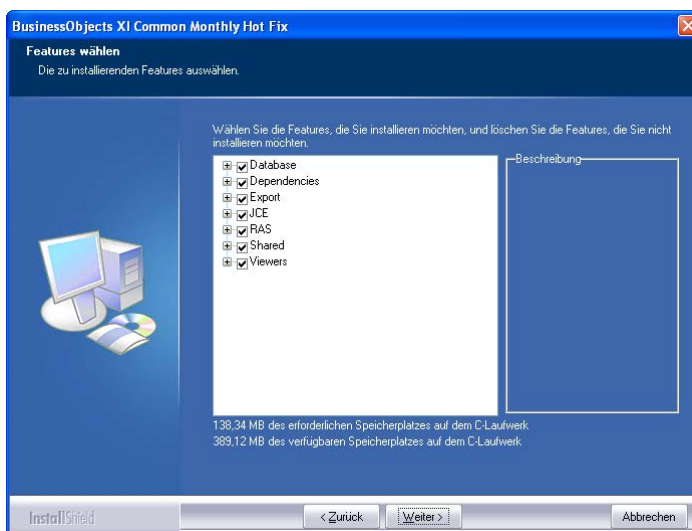 BusinessObjects XI Common Monthly Hot Fix
Features wählen
Die zu installierenden Features auswählen.
Wählen Sie die Features, die Sie installieren möchten, und löschen Sie die Features, die Sie nicht
installieren möchten.
Database
Dependencies
Export
JCE
RAS
Shared
Viewers
Beschreibung
138,34 MB des erforderlichen Speicherplatzes auf dem C-Laufwerk
389,12 MB des verfügbaren Speicherplatzes auf dem C-Laufwerk
InstallShield
< Zurück
Weiter >
Abbrechen